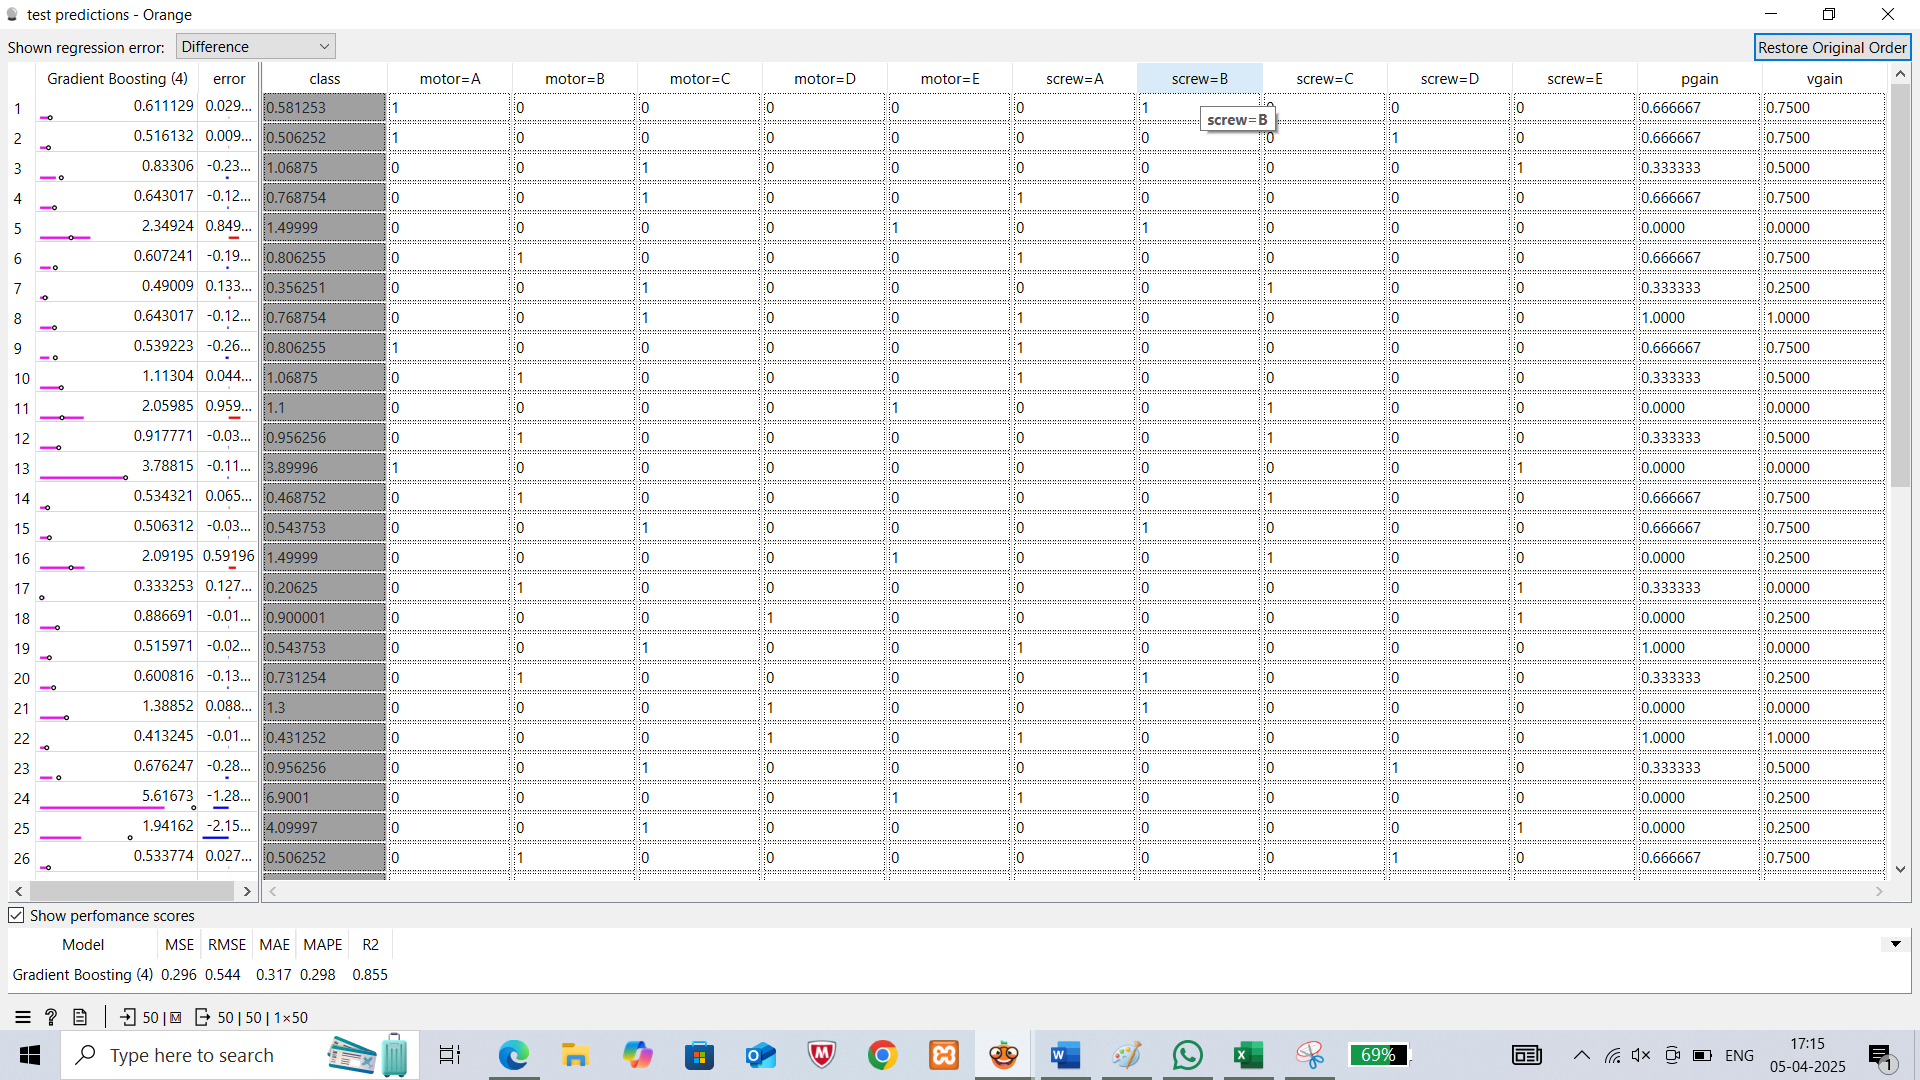 test predictions - Orange
Shown regression error: Difference Restore Original Order
Gradient Boosting (4) error class motor=A motor=B motor=C motor=D motor=E screw=A screw=B screw=C screw=D screw=E pgain vgain
1 0.611129 0.029... 0.581253 1 0 0 0 0 0 1 0 0 0 0.666667 0.7500
screw=B
2 0.516132 0.009... 0.506252 1 0 0 0 0 0 0 0 1 0 0.666667 0.7500
3 0.83306 -0.23... 1.06875 0 0 1 0 0 0 0 0 0 1 0.333333 0.5000
4 0.643017 -0.12... 0.768754 0 0 1 0 0 1 0 0 0 0 0.666667 0.7500
5 2.34924 0.849... 1.49999 0 0 0 0 1 0 1 0 0 0 0.0000 0.0000
6 0.607241 -0.19... 0.806255 0 1 0 0 0 1 0 0 0 0 0.666667 0.7500
7 0.49009 0.133... 0.356251 0 0 1 0 0 0 0 1 0 0 0.333333 0.2500
8 0.643017 -0.12... 0.768754 0 0 1 0 0 1 0 0 0 0 1.0000 1.0000
9 0.539223 -0.26... 0.806255 1 0 0 0 0 1 0 0 0 0 0.666667 0.7500
10 1.11304 0.044... 1.06875 0 1 0 0 0 1 0 0 0 0 0.333333 0.5000
11 2.05985 0.959... 1.1 0 0 0 0 1 0 0 1 0 0 0.0000 0.0000
12 0.917771 -0.03... 0.956256 0 1 0 0 0 0 0 1 0 0 0.333333 0.5000
13 3.78815 -0.11... 3.89996 1 0 0 0 0 0 0 0 0 1 0.0000 0.0000
14 0.534321 0.065... 0.468752 0 1 0 0 0 0 0 1 0 0 0.666667 0.7500
15 0.506312 -0.03... 0.543753 0 0 1 0 0 0 1 0 0 0 0.666667 0.7500
16 2.09195 0.59196 1.49999 0 0 0 0 1 0 0 1 0 0 0.0000 0.2500
17 0.333253 0.127... 0.20625 0 1 0 0 0 0 0 0 0 1 0.333333 0.0000
18 0.886691 -0.01... 0.900001 0 0 0 1 0 0 0 0 0 1 0.0000 0.2500
19 0.515971 -0.02... 0.543753 0 0 1 0 0 1 0 0 0 0 1.0000 0.0000
20 0.600816 -0.13... 0.731254 0 1 0 0 0 0 1 0 0 0 0.333333 0.2500
21 1.38852 0.088... 1.3 0 0 0 1 0 0 1 0 0 0 0.0000 0.0000
22 0.413245 -0.01... 0.431252 0 0 0 1 0 1 0 0 0 0 1.0000 1.0000
23 0.676247 -0.28... 0.956256 0 0 1 0 0 0 0 0 1 0 0.333333 0.5000
24 5.61673 -1.28... 6.9001 0 0 0 0 1 1 0 0 0 0 0.0000 0.2500
25 1.94162 -2.15... 4.09997 0 0 1 0 0 0 0 0 0 1 0.0000 0.2500
26 0.533774 0.027... 0.506252 0 1 0 0 0 0 0 0 1 0 0.666667 0.7500
Show perfomance scores
Model MSE RMSE MAE MAPE R2
Gradient Boosting (4) 0.296 0.544 0.317 0.298 0.855
50 | M 50 | 50 | 1×50
Type here to search 69% ENG 17:15
05-04-2025 1